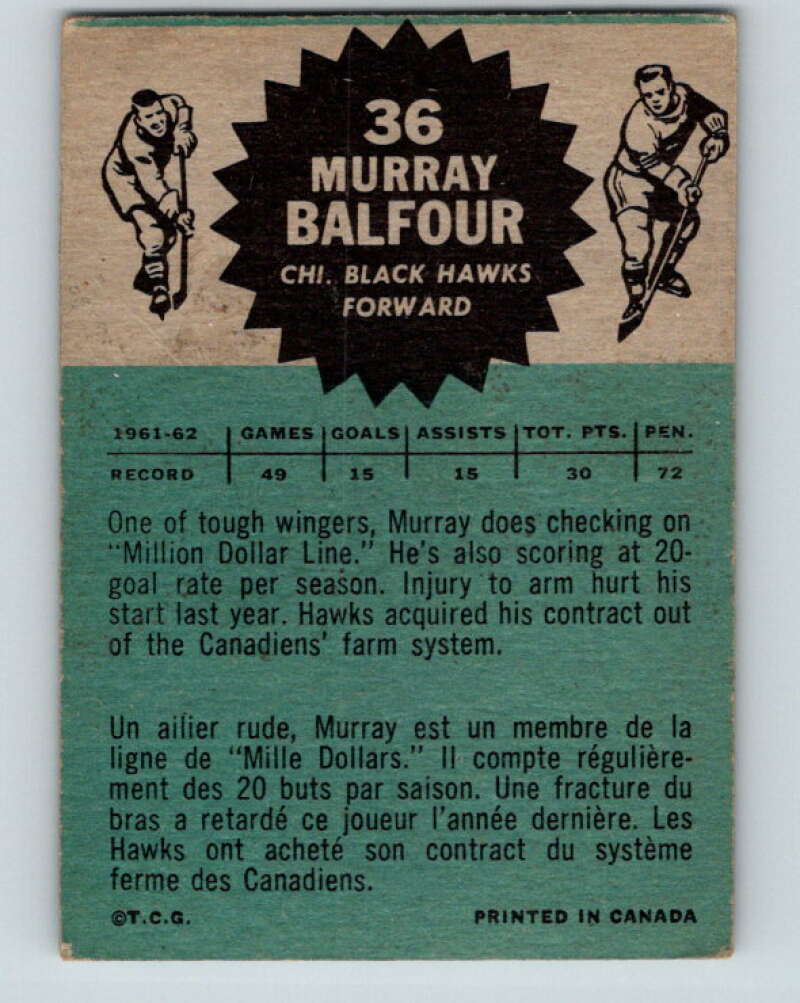 36
MURRAY
BALFOUR
CHI. BLACK HAWKS
FORWARD
1961-62 GAMES GOALS ASSISTS TOT. PTS. PEN.
RECORD 49 15 15 30 72
One of tough wingers, Murray does checking on
"Million Dollar Line." He's also scoring at 20-
goal rate per season. Injury to arm hurt his
start last year. Hawks acquired his contract out
of the Canadiens' farm system.
Un ailier rude, Murray est un membre de la
ligne de "Mille Dollars." Il compte régulière-
ment des 20 buts par saison. Une fracture du
bras a retardé ce joueur l'année dernière. Les
Hawks ont acheté son contract du système
ferme des Canadiens.
©T.C.G. PRINTED IN CANADA